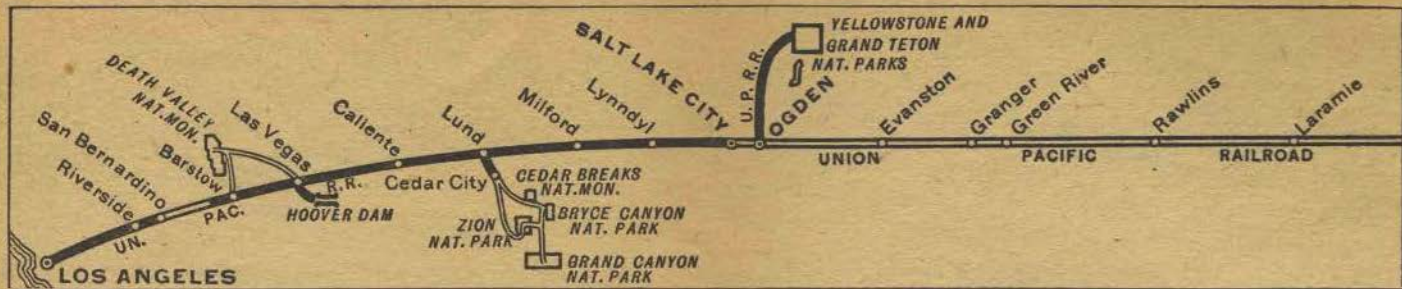 YELLOWSTONE AND
GRAND TETON
NAT. PARKS
SALT LAKE CITY
U. P. R. R.
OGDEN
DEATH VALLEY
NAT. MON.
Las Vegas
Caliente
Lund
Milford
Lynndyl
Evanston
Granger
Green River
Rawlins
Laramie
San Bernardino
Riverside
Barstow
UNION PACIFIC RAILROAD
UN. PAC. R.R.
HOOVER DAM
Cedar City
CEDAR BREAKS
NAT. MON.
BRYCE CANYON
NAT. PARK
ZION
NAT. PARK
GRAND CANYON
NAT. PARK
LOS ANGELES